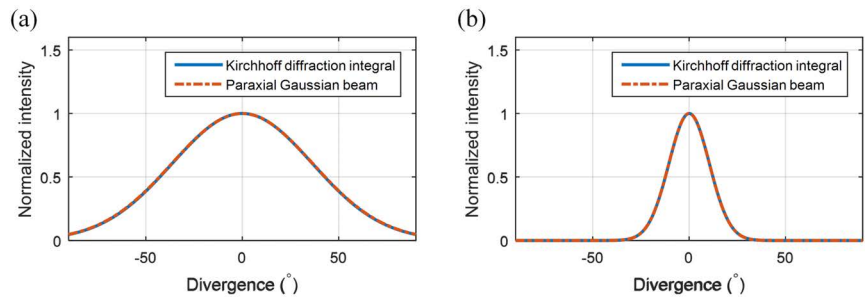 (a)
Normalized intensity
1.5
1
0.5
0
Kirchhoff diffraction integral
Paraxial Gaussian beam
-50
0
50
Divergence (°)
(b)
Normalized intensity
1.5
1
0.5
0
Kirchhoff diffraction integral
Paraxial Gaussian beam
-50
0
50
Divergence (°)